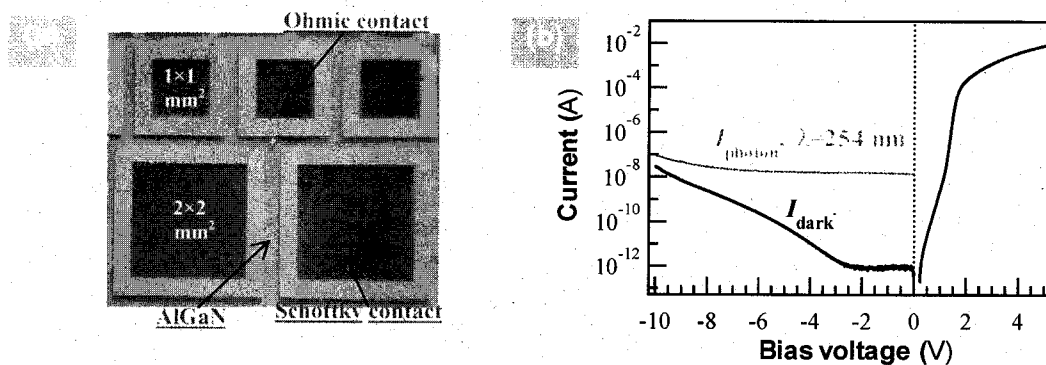 (a)
Ohmic contact
1×1
mm²
2×2
mm²
AlGaN
Schottky contact
(b)
Current (A)
10⁻²
10⁻⁴
10⁻⁶
10⁻⁸
10⁻¹⁰
10⁻¹²
I_photon, λ=254 nm
I_dark
-10 -8 -6 -4 -2 0 2 4
Bias voltage (V)